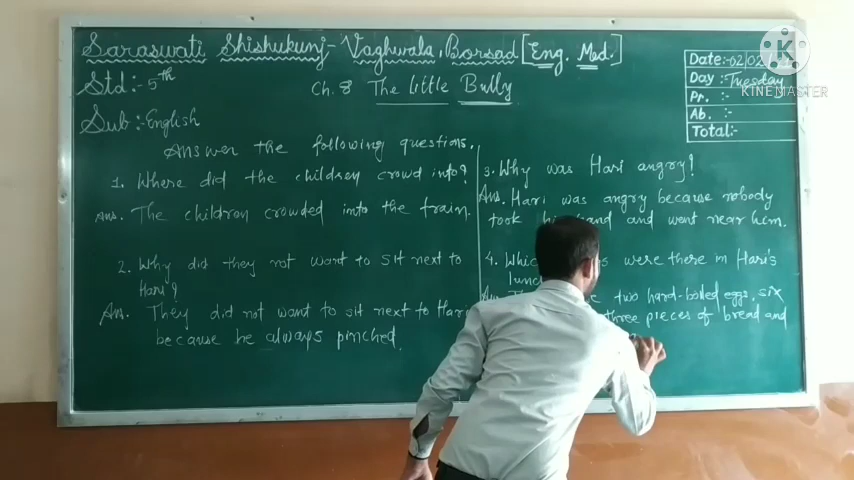 Saraswati Shishukunj - Vaghwala, Borsad [Eng. Med.]
Std:- 5th
Ch. 8 The Little Bully
Sub:- English
Date:- 02/02
Day:- Tuesday
Pr. :-
Ab. :-
Total:-
K
KINEMASTER
Answer the following questions.
1. Where did the children crowd into?
Ans. The children crowded into the train.
2. Why did they not want to sit next to
Hari?
Ans. They did not want to sit next to Hari
because he always pinched.
3. Why was Hari angry?
Ans. Hari was angry because nobody
took his hand and went near him.
4. were there in Hari's
Ans. two hard-boiled eggs, six
three pieces of bread and